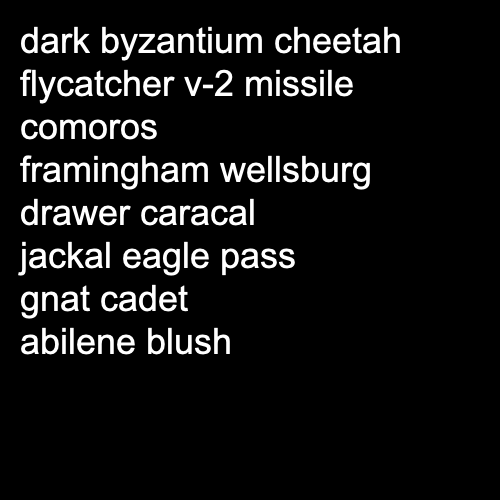 dark byzantium cheetah
flycatcher v-2 missile
comoros
framingham wellsburg
drawer caracal
jackal eagle pass
gnat cadet
abilene blush